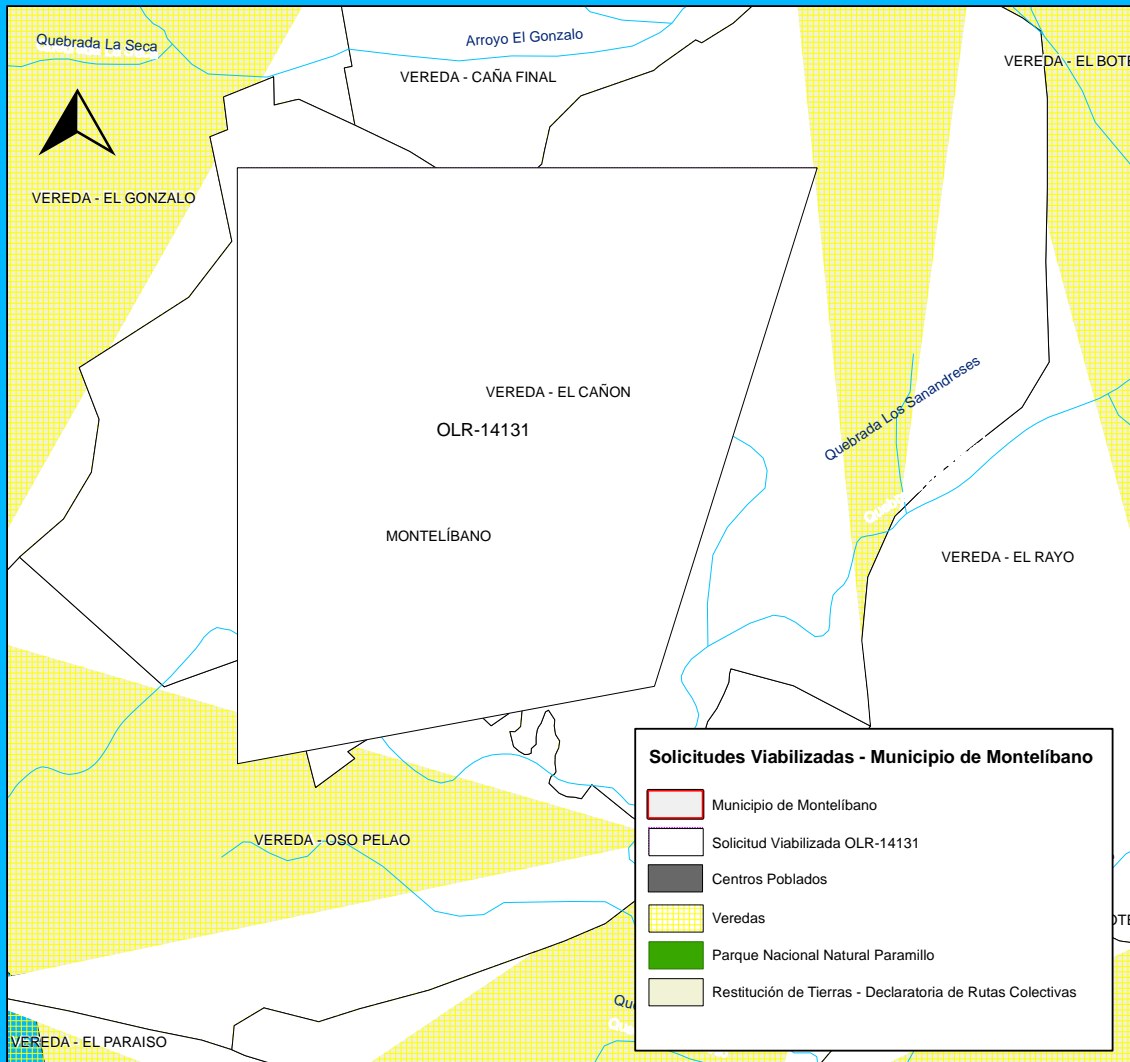 Quebrada La Seca
Arroyo El Gonzalo
VEREDA - CAÑA FINAL
VEREDA - EL BOTE
VEREDA - EL GONZALO
VEREDA - EL CAÑON
OLR-14131
Quebrada Los Sanandreses
MONTELÍBANO
VEREDA - EL RAYO
VEREDA - OSO PELAO
VEREDA - EL PARAISO
Solicitudes Viabilizadas - Municipio de Montelíbano
Municipio de Montelíbano
Solicitud Viabilizada OLR-14131
Centros Poblados
Veredas
Parque Nacional Natural Paramillo
Restitución de Tierras - Declaratoria de Rutas Colectivas